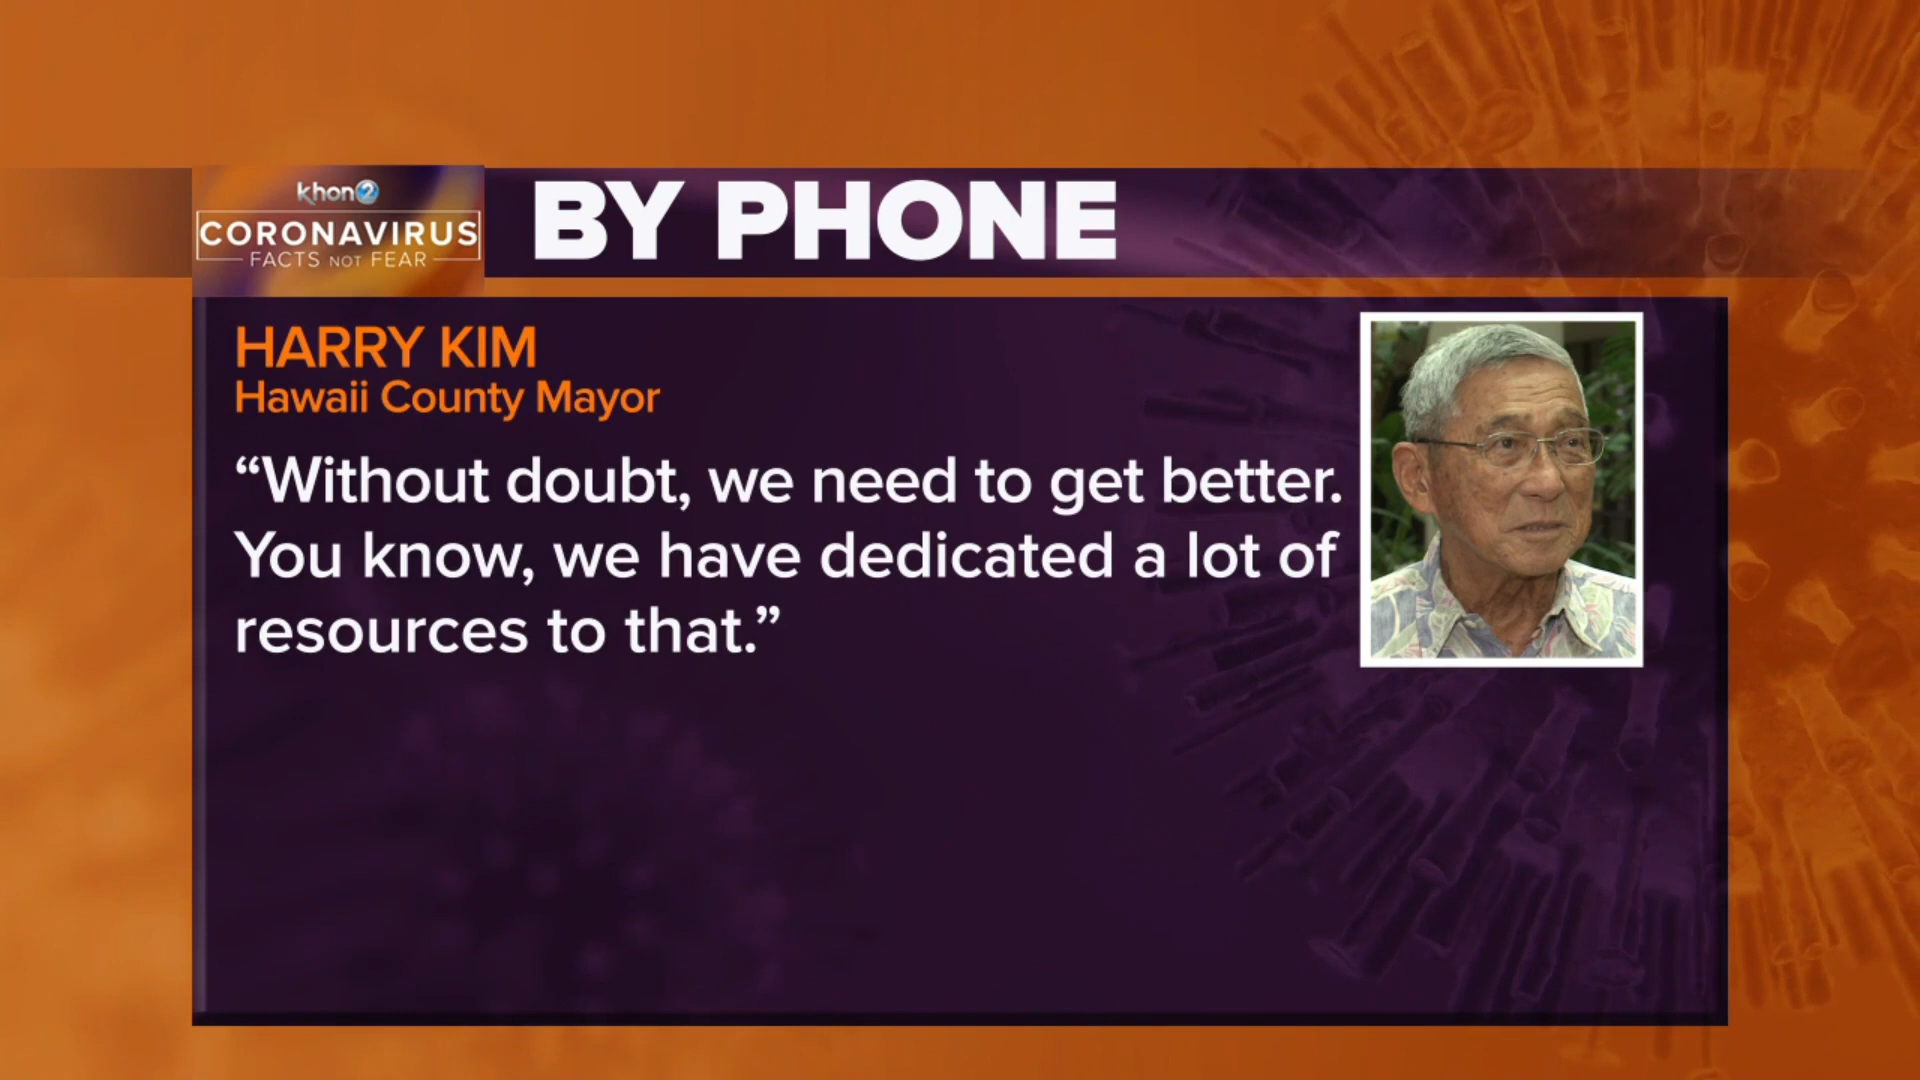 khon2
CORONAVIRUS
FACTS NOT FEAR
BY PHONE
HARRY KIM
Hawaii County Mayor
“Without doubt, we need to get better.
You know, we have dedicated a lot of
resources to that.”